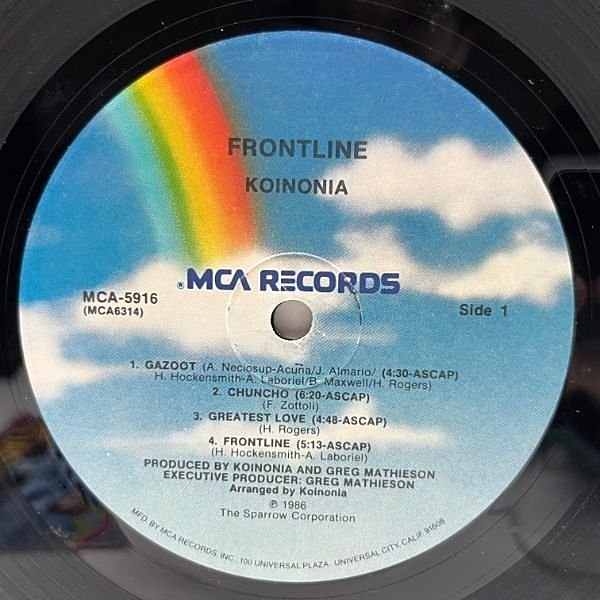 FRONTLINE
KOINONIA
®MCA RECORDS
MCA-5916
(MCA6314)
Side 1
1. GAZOOT (A. Neciosup-Acuña/J. Almario/ (4:30-ASCAP)
H. Hockensmith-A. Laboriel/B. Maxwell/H. Rogers)
2. CHUNCHO (6:20-ASCAP)
(F. Zottoli)
3. GREATEST LOVE (4:48-ASCAP)
(H. Rogers)
4. FRONTLINE (5:13-ASCAP)
(H. Hockensmith-A. Laboriel)
PRODUCED BY KOINONIA AND GREG MATHIESON
EXECUTIVE PRODUCER: GREG MATHIESON
Arranged by Koinonia
℗ 1986
The Sparrow Corporation
MFD BY MCA RECORDS, INC., 100 UNIVERSAL PLAZA, UNIVERSAL CITY, CALIF. 91608